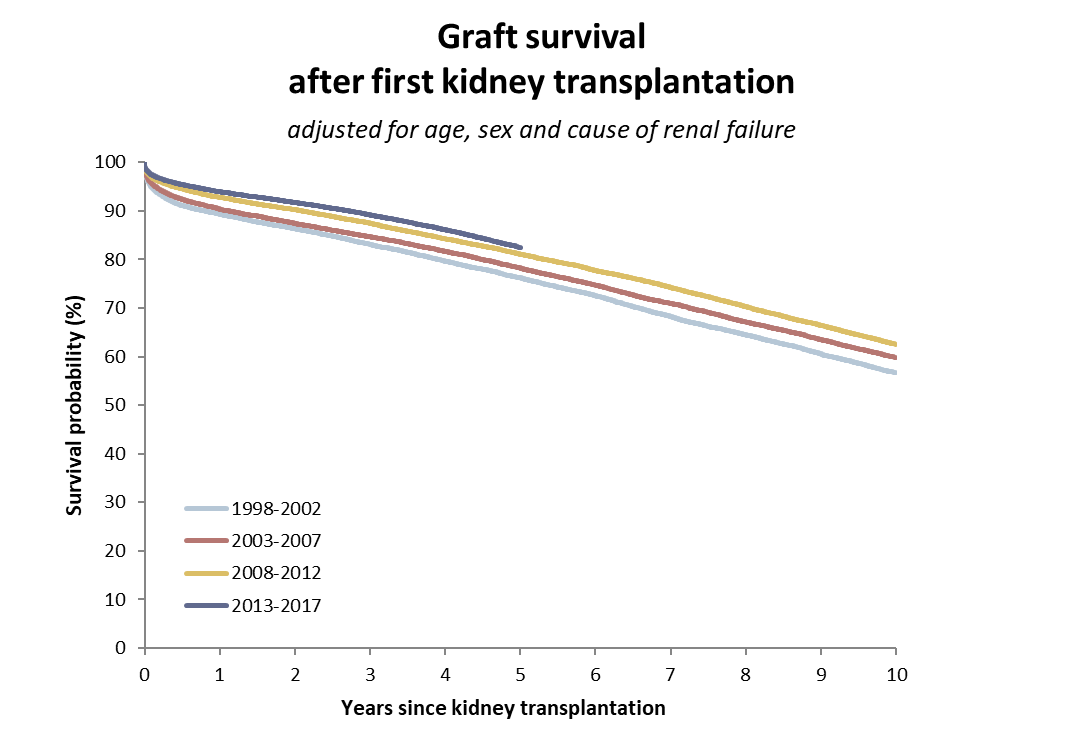 Graft survival
after first kidney transplantation
adjusted for age, sex and cause of renal failure
Survival probability (%)
100
90
80
70
60
50
40
30
20
10
0
1998-2002
2003-2007
2008-2012
2013-2017
0 1 2 3 4 5 6 7 8 9 10
Years since kidney transplantation